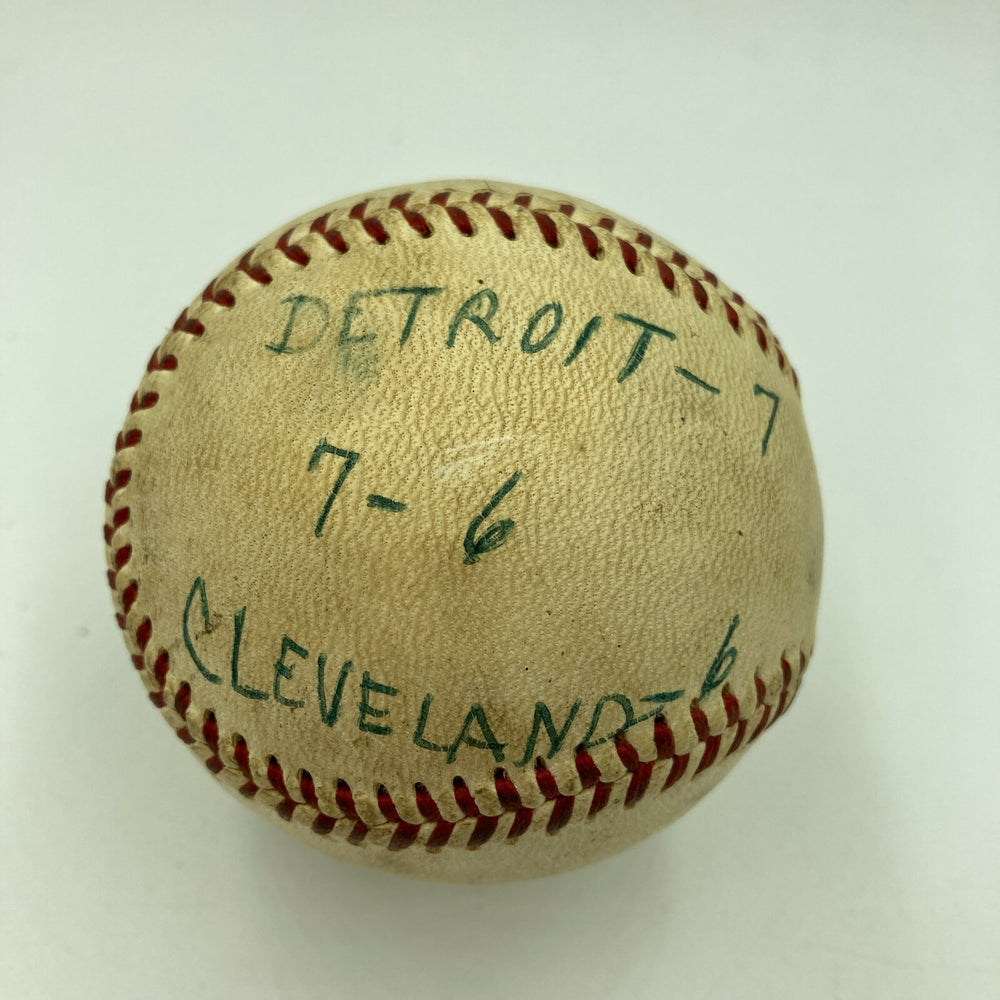 DETROIT - 7
7 - 6
CLEVELAND - 6